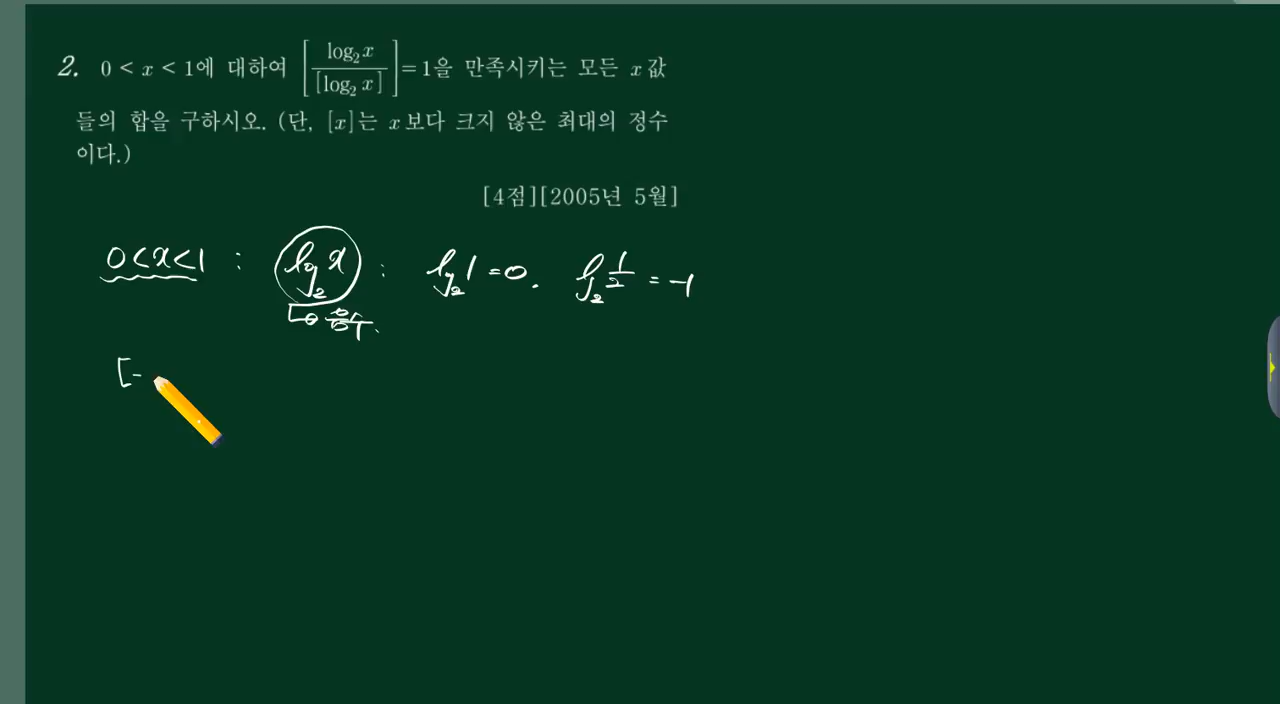 2. 0 < x < 1에 대하여 [log₂x / [log₂x]] = 1을 만족시키는 모든 x값
들의 합을 구하시오. (단, [x]는 x보다 크지 않은 최대의 정수
이다.)
[4점][2005년 5월]
0<x<1 : log₂x : log₂1=0. log₂1/2 = -1
↳ 음수.
[-